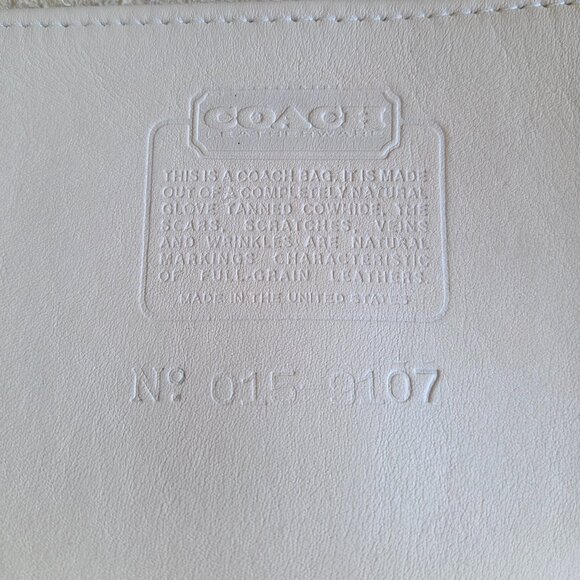 COACH
LEATHERWARE
THIS IS A COACH BAG. IT IS MADE
OUT OF A COMPLETELY NATURAL
GLOVE TANNED COWHIDE. THE
SCARS, SCRATCHES, VEINS
AND WRINKLES ARE NATURAL
MARKINGS CHARACTERISTIC
OF FULL-GRAIN LEATHERS.
MADE IN THE UNITED STATES
Nº 015-9107